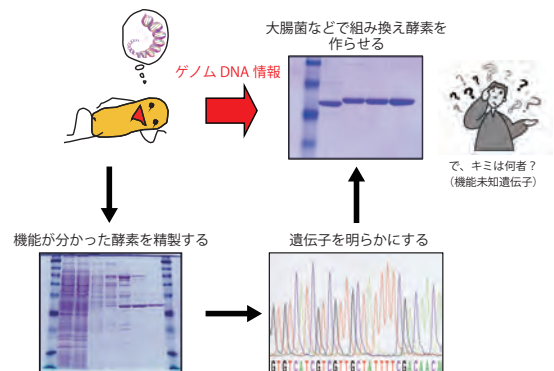 大腸菌などで組み換え酵素を
作らせる
ゲノム DNA 情報
で、キミは何者？
（機能未知遺伝子）
機能が分かった酵素を精製する
遺伝子を明らかにする
GTGTCATCGTCGTTGCTATTTTCGACAACA